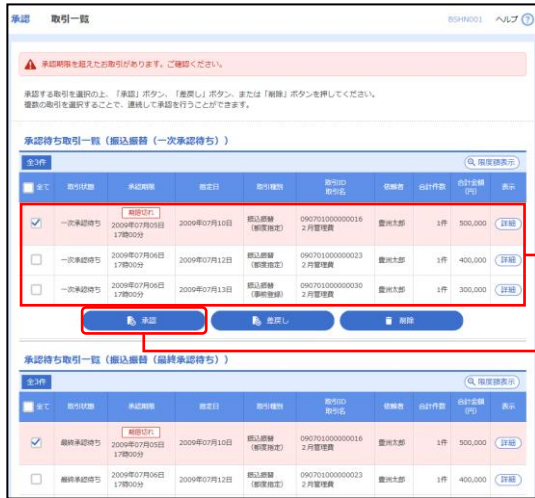 承認 取引一覧 BSHN001 ヘルプ ?
承認期限を超えたお取引があります。ご確認ください。
承認する取引を選択の上、「承認」ボタン、「差戻し」ボタン、または「削除」ボタンを押してください。
複数の取引を選択することで、連続して承認を行うことができます。
承認待ち取引一覧（振込振替（一次承認待ち））
全3件 限度額表示
全て 取引状態 承認期限 指定日 取引種別 取引ID 取引名 依頼者 合計件数 合計金額(円) 表示
一次承認待ち 期限切れ 2009年07月05日 17時00分 2009年07月10日 振込振替 (都度指定) 090701000000016 2月管理費 豊洲太郎 1件 500,000 詳細
一次承認待ち 2009年07月06日 17時00分 2009年07月12日 振込振替 (都度指定) 090701000000023 2月管理費 豊洲太郎 1件 400,000 詳細
一次承認待ち 2009年07月06日 17時00分 2009年07月13日 振込振替 (事前登録) 090701000000030 2月管理費 豊洲太郎 1件 300,000 詳細
承認 差戻し 削除
承認待ち取引一覧（振込振替（最終承認待ち））
全3件 限度額表示
全て 取引状態 承認期限 指定日 取引種別 取引ID 取引名 依頼者 合計件数 合計金額(円) 表示
最終承認待ち 期限切れ 2009年07月05日 17時00分 2009年07月10日 振込振替 (都度指定) 090701000000016 2月管理費 豊洲太郎 1件 500,000 詳細
最終承認待ち 2009年07月06日 17時00分 2009年07月12日 振込振替 (都度指定) 090701000000023 2月管理費 豊洲太郎 1件 400,000 詳細